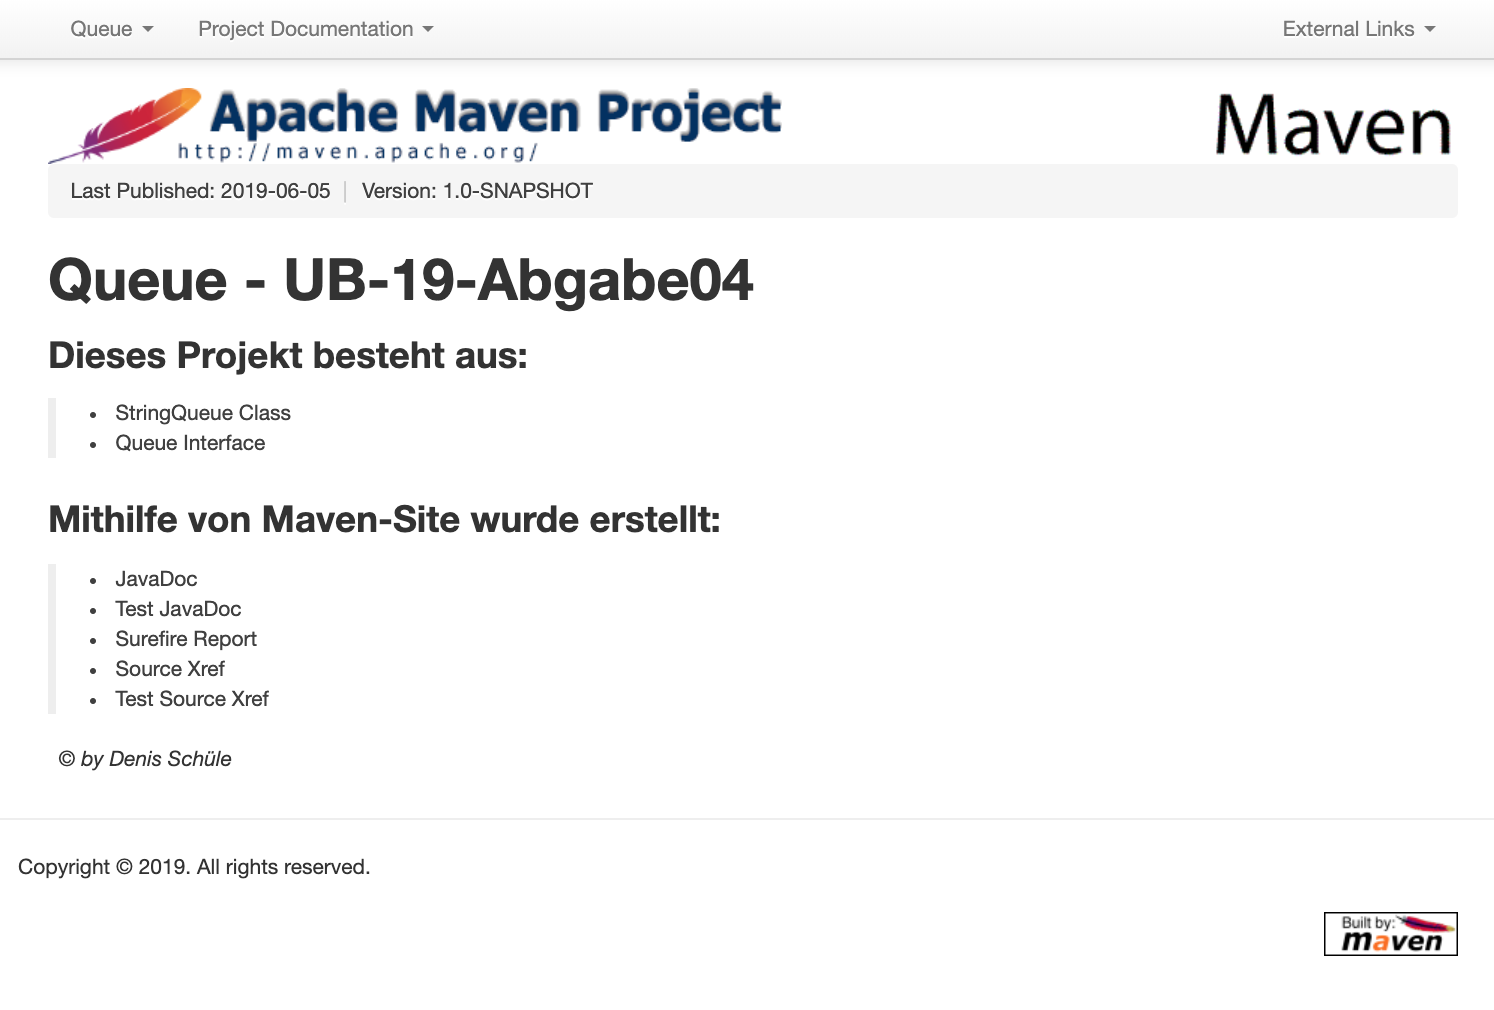 Queue Project Documentation External Links
Apache Maven Project
http://maven.apache.org/
Maven
Last Published: 2019-06-05 Version: 1.0-SNAPSHOT
Queue - UB-19-Abgabe04
Dieses Projekt besteht aus:
StringQueue Class
Queue Interface
Mithilfe von Maven-Site wurde erstellt:
JavaDoc
Test JavaDoc
Surefire Report
Source Xref
Test Source Xref
© by Denis Schüle
Copyright © 2019. All rights reserved.
Built by:
maven